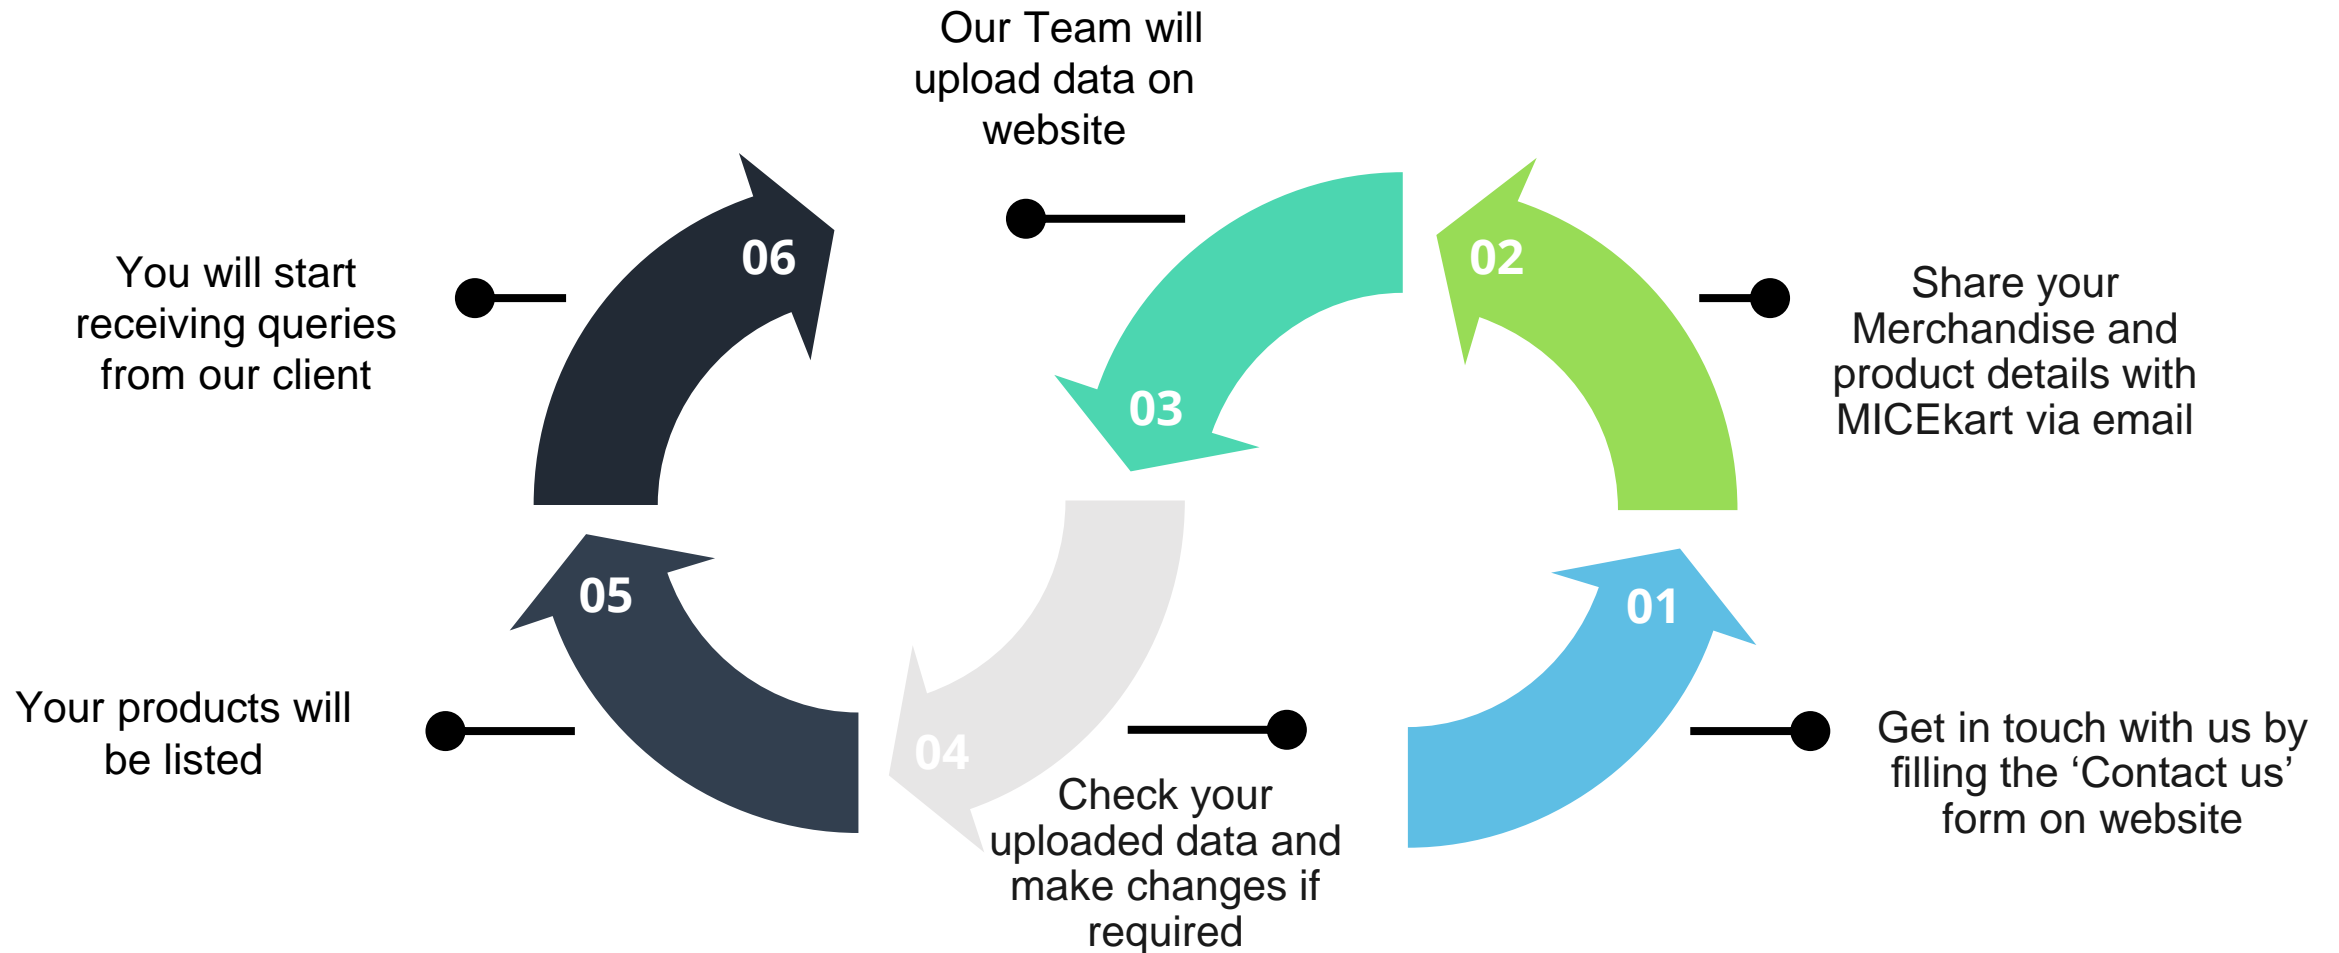 Our Team will
upload data on
website
06
02
You will start
receiving queries
from our client
Share your
Merchandise and
product details with
MICEkart via email
03
05
01
Your products will
be listed
04
Get in touch with us by
filling the ‘Contact us’
form on website
Check your
uploaded data and
make changes if
required